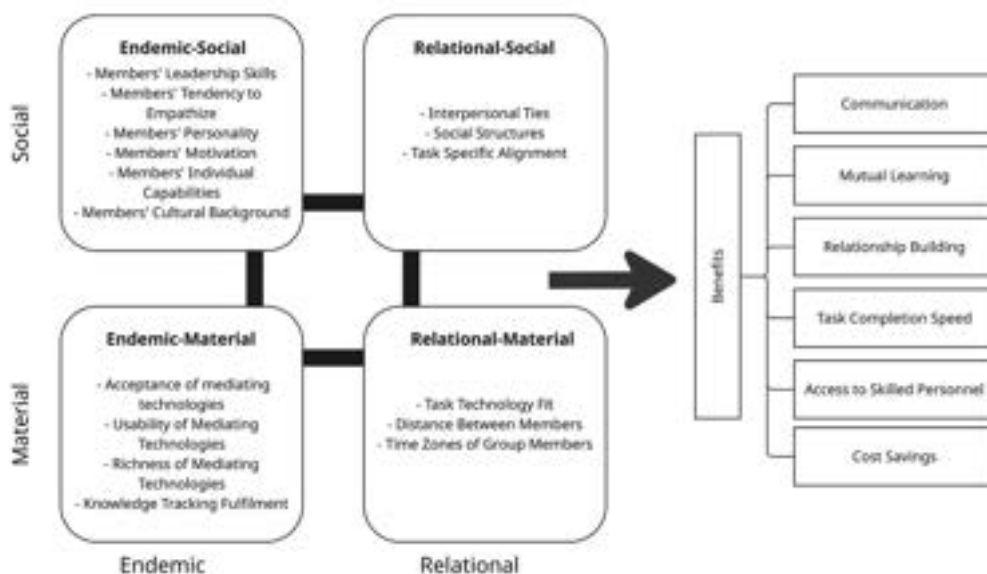 Social
Endemic-Social
- Members' Leadership Skills
- Members' Tendency to
Empathize
- Members' Personality
- Members' Motivation
- Members' Individual
Capabilities
- Members' Cultural Background
Relational-Social
- Interpersonal Ties
- Social Structures
- Task Specific Alignment
Material
Endemic-Material
- Acceptance of mediating
technologies
- Usability of Mediating
Technologies
- Richness of Mediating
Technologies
- Knowledge Tracking Fulfilment
Relational-Material
- Task Technology Fit
- Distance Between Members
- Time Zones of Group Members
Endemic
Relational
Benefits
Communication
Mutual Learning
Relationship Building
Task Completion Speed
Access to Skilled Personnel
Cost Savings